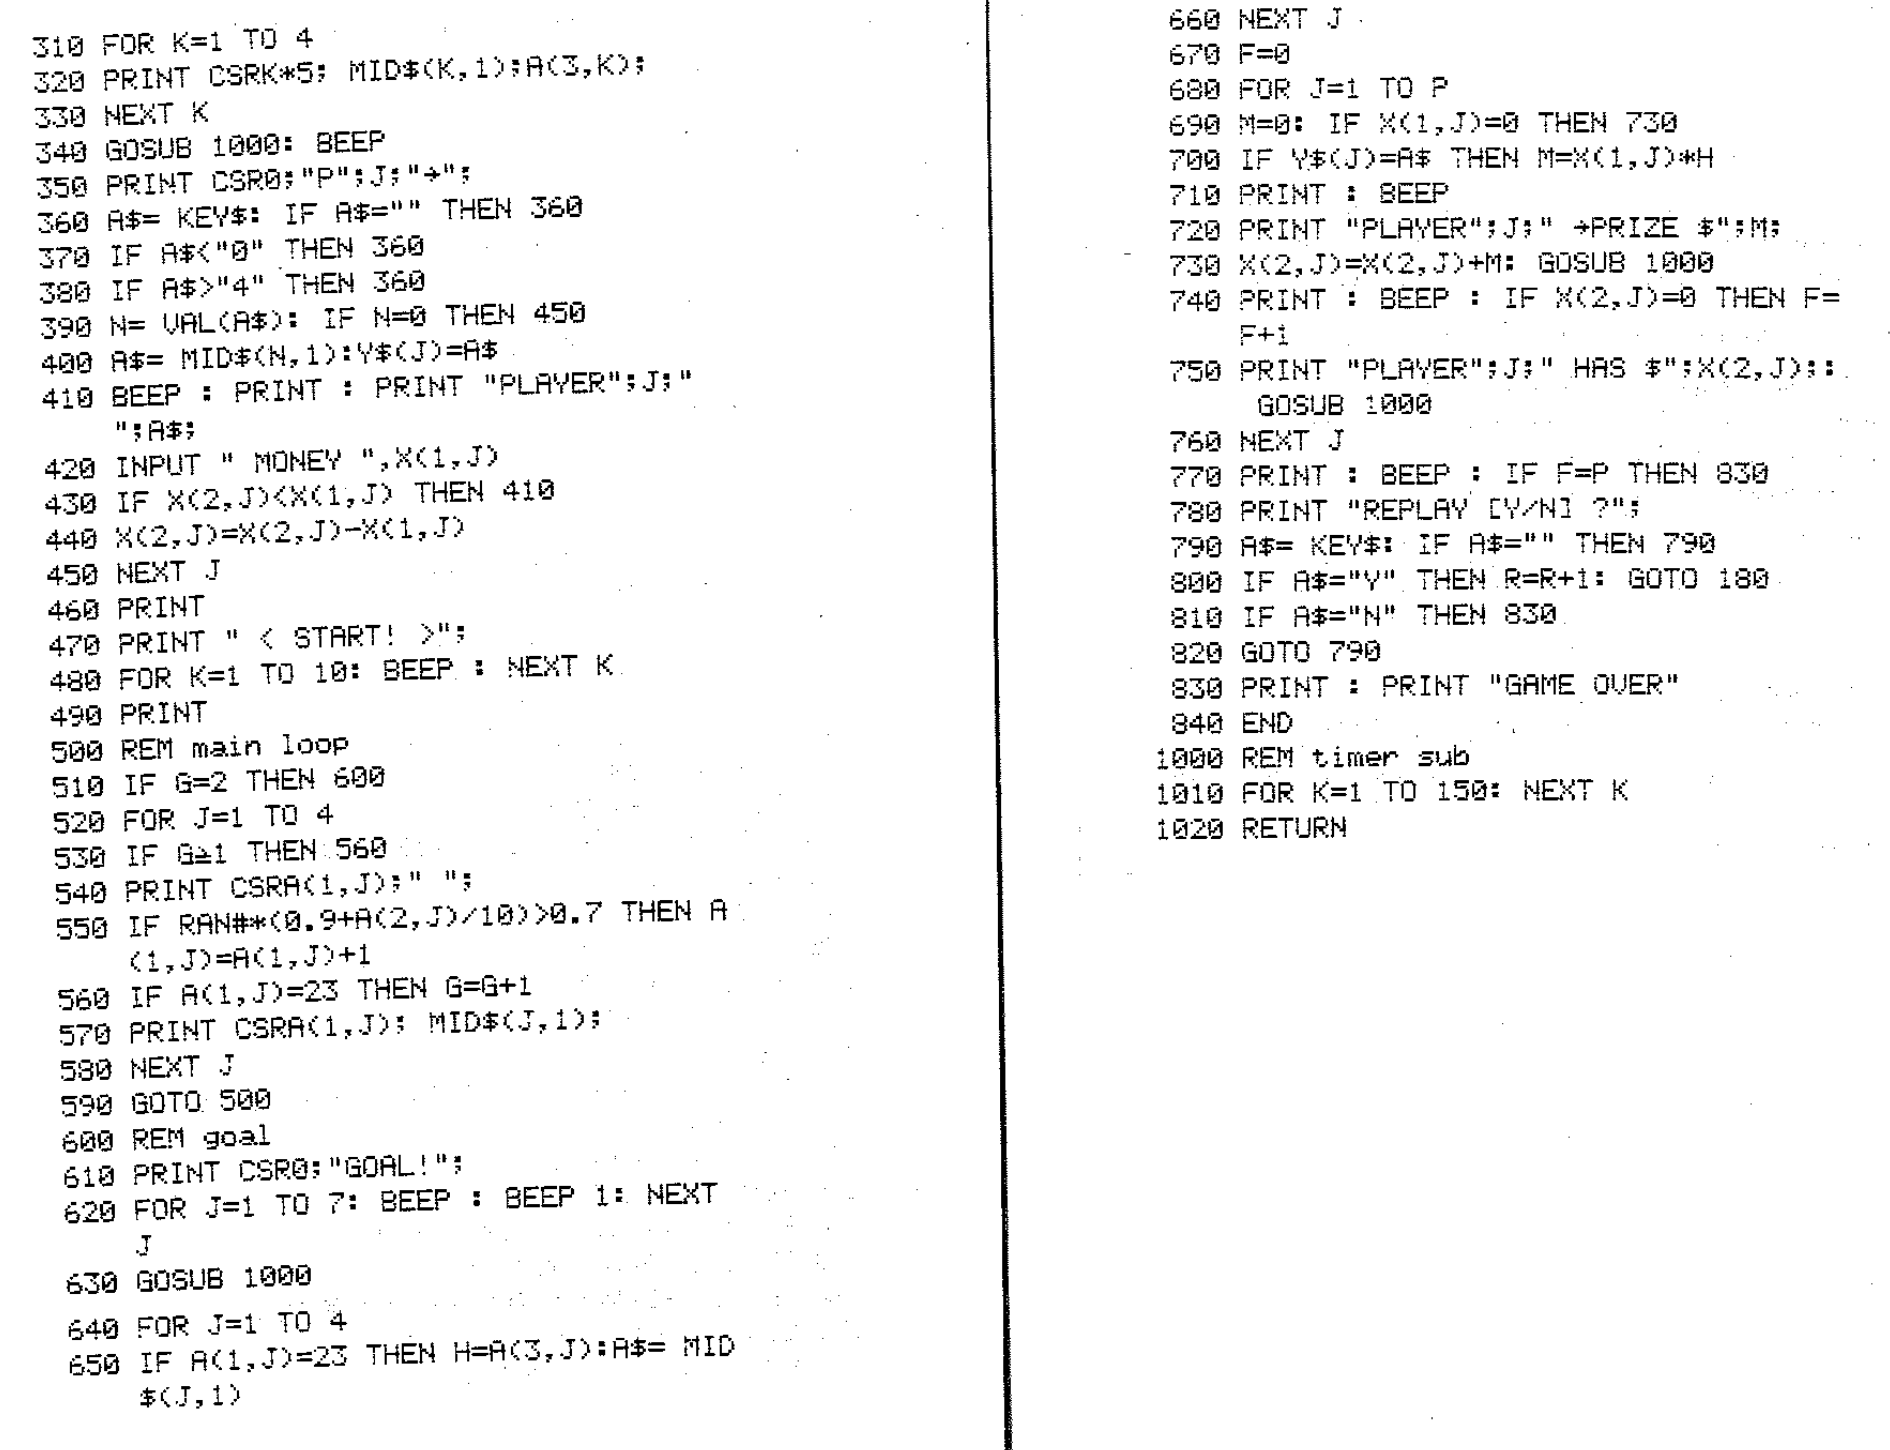 310 FOR K=1 TO 4
320 PRINT CSRK*5; MID$(K,1);A(3,K);
330 NEXT K
340 GOSUB 1000: BEEP
350 PRINT CSR0;"P";J;"→";
360 A$= KEY$: IF A$="" THEN 360
370 IF A$<"0" THEN 360
380 IF A$>"4" THEN 360
390 N= VAL(A$): IF N=0 THEN 450
400 A$= MID$(N,1):Y$(J)=A$
410 BEEP : PRINT : PRINT "PLAYER";J;"
";A$;
420 INPUT " MONEY ",X(1,J)
430 IF X(2,J)<X(1,J) THEN 410
440 X(2,J)=X(2,J)-X(1,J)
450 NEXT J
460 PRINT
470 PRINT " < START! >";
480 FOR K=1 TO 10: BEEP : NEXT K
490 PRINT
500 REM main loop
510 IF G=2 THEN 600
520 FOR J=1 TO 4
530 IF G≥1 THEN 560
540 PRINT CSRA(1,J);" ";
550 IF RAN#*(0.9+A(2,J)/10)>0.7 THEN A
(1,J)=A(1,J)+1
560 IF A(1,J)=23 THEN G=G+1
570 PRINT CSRA(1,J); MID$(J,1);
580 NEXT J
590 GOTO 500
600 REM goal
610 PRINT CSR0;"GOAL!";
620 FOR J=1 TO 7: BEEP : BEEP 1: NEXT
J
630 GOSUB 1000
640 FOR J=1 TO 4
650 IF A(1,J)=23 THEN H=A(3,J):A$= MID
$(J,1)
660 NEXT J
670 F=0
680 FOR J=1 TO P
690 M=0: IF X(1,J)=0 THEN 730
700 IF Y$(J)=A$ THEN M=X(1,J)*H
710 PRINT : BEEP
720 PRINT "PLAYER";J;" →PRIZE $";M;
730 X(2,J)=X(2,J)+M: GOSUB 1000
740 PRINT : BEEP : IF X(2,J)=0 THEN F=
F+1
750 PRINT "PLAYER";J;" HAS $";X(2,J);:
GOSUB 1000
760 NEXT J
770 PRINT : BEEP : IF F=P THEN 830
780 PRINT "REPLAY [Y/N] ?";
790 A$= KEY$: IF A$="" THEN 790
800 IF A$="Y" THEN R=R+1: GOTO 180
810 IF A$="N" THEN 830
820 GOTO 790
830 PRINT : PRINT "GAME OVER"
840 END
1000 REM timer sub
1010 FOR K=1 TO 150: NEXT K
1020 RETURN